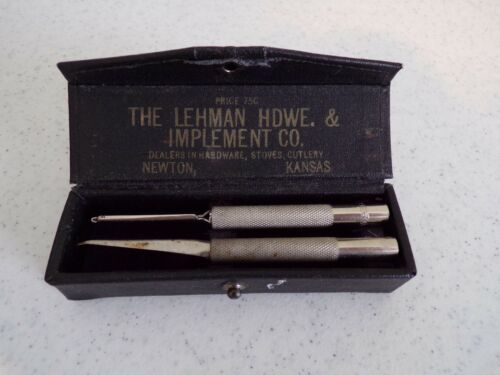 PRICE 75C
THE LEHMAN HDWE. &
IMPLEMENT CO.
DEALERS IN HARDWARE, STOVES, CUTLERY
NEWTON, KANSAS